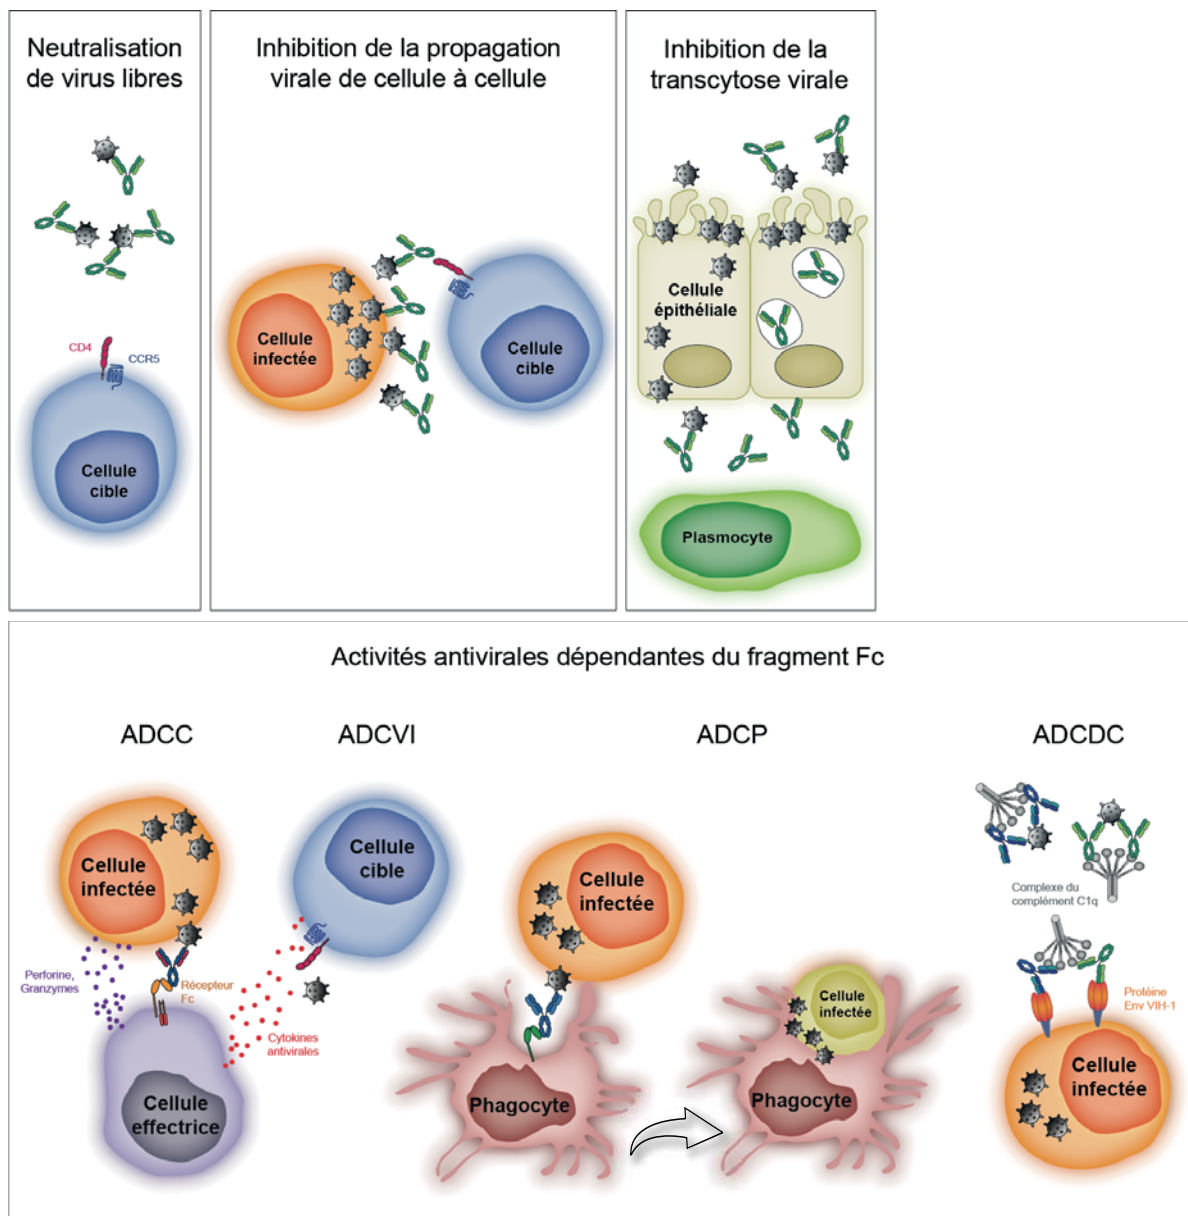 Neutralisation
de virus libres
CD4
CCR5
Cellule
cible
Inhibition de la propagation
virale de cellule à cellule
Cellule
infectée
Cellule
cible
Inhibition de la
transcytose virale
Cellule
épithéliale
Plasmocyte
Activités antivirales dépendantes du fragment Fc
ADCC
ADCVI
ADCP
ADCDC
Cellule
infectée
Perforine,
Granzymes
Récepteur
Fc
Cellule
effectrice
Cellule
cible
Cytokines
antivirales
Cellule
infectée
Phagocyte
Cellule
infectée
Phagocyte
Complexe du
complément C1q
Protéine
Env VIH-1
Cellule
infectée